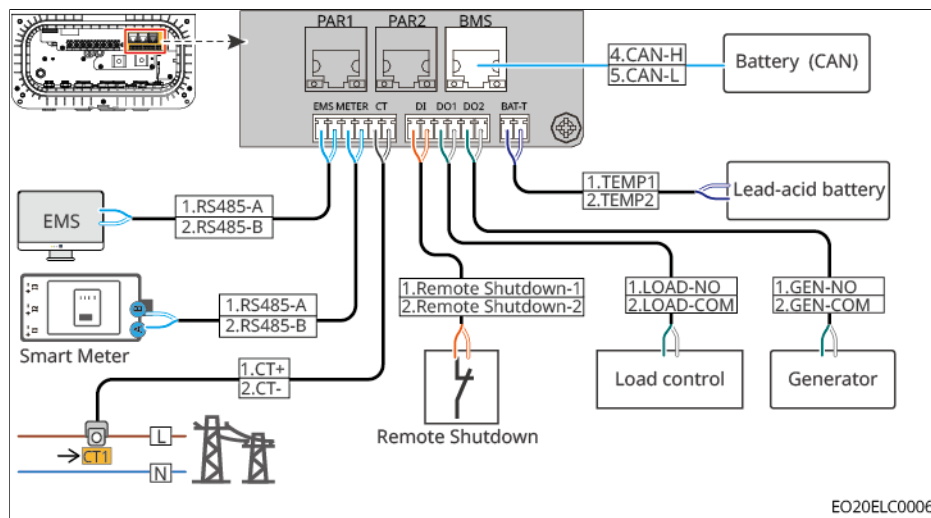 PAR1 PAR2 BMS
4.CAN-H
5.CAN-L
Battery (CAN)
EMS METER CT DI DO1 DO2 BAT-T
1.TEMP1
2.TEMP2
Lead-acid battery
EMS
1.RS485-A
2.RS485-B
B
A
1.RS485-A
2.RS485-B
Smart Meter
1.Remote Shutdown-1
2.Remote Shutdown-2
1.LOAD-NO
2.LOAD-COM
1.GEN-NO
2.GEN-COM
1.CT+
2.CT-
Load control
Generator
Remote Shutdown
L
CT1
N
EO20ELC0006